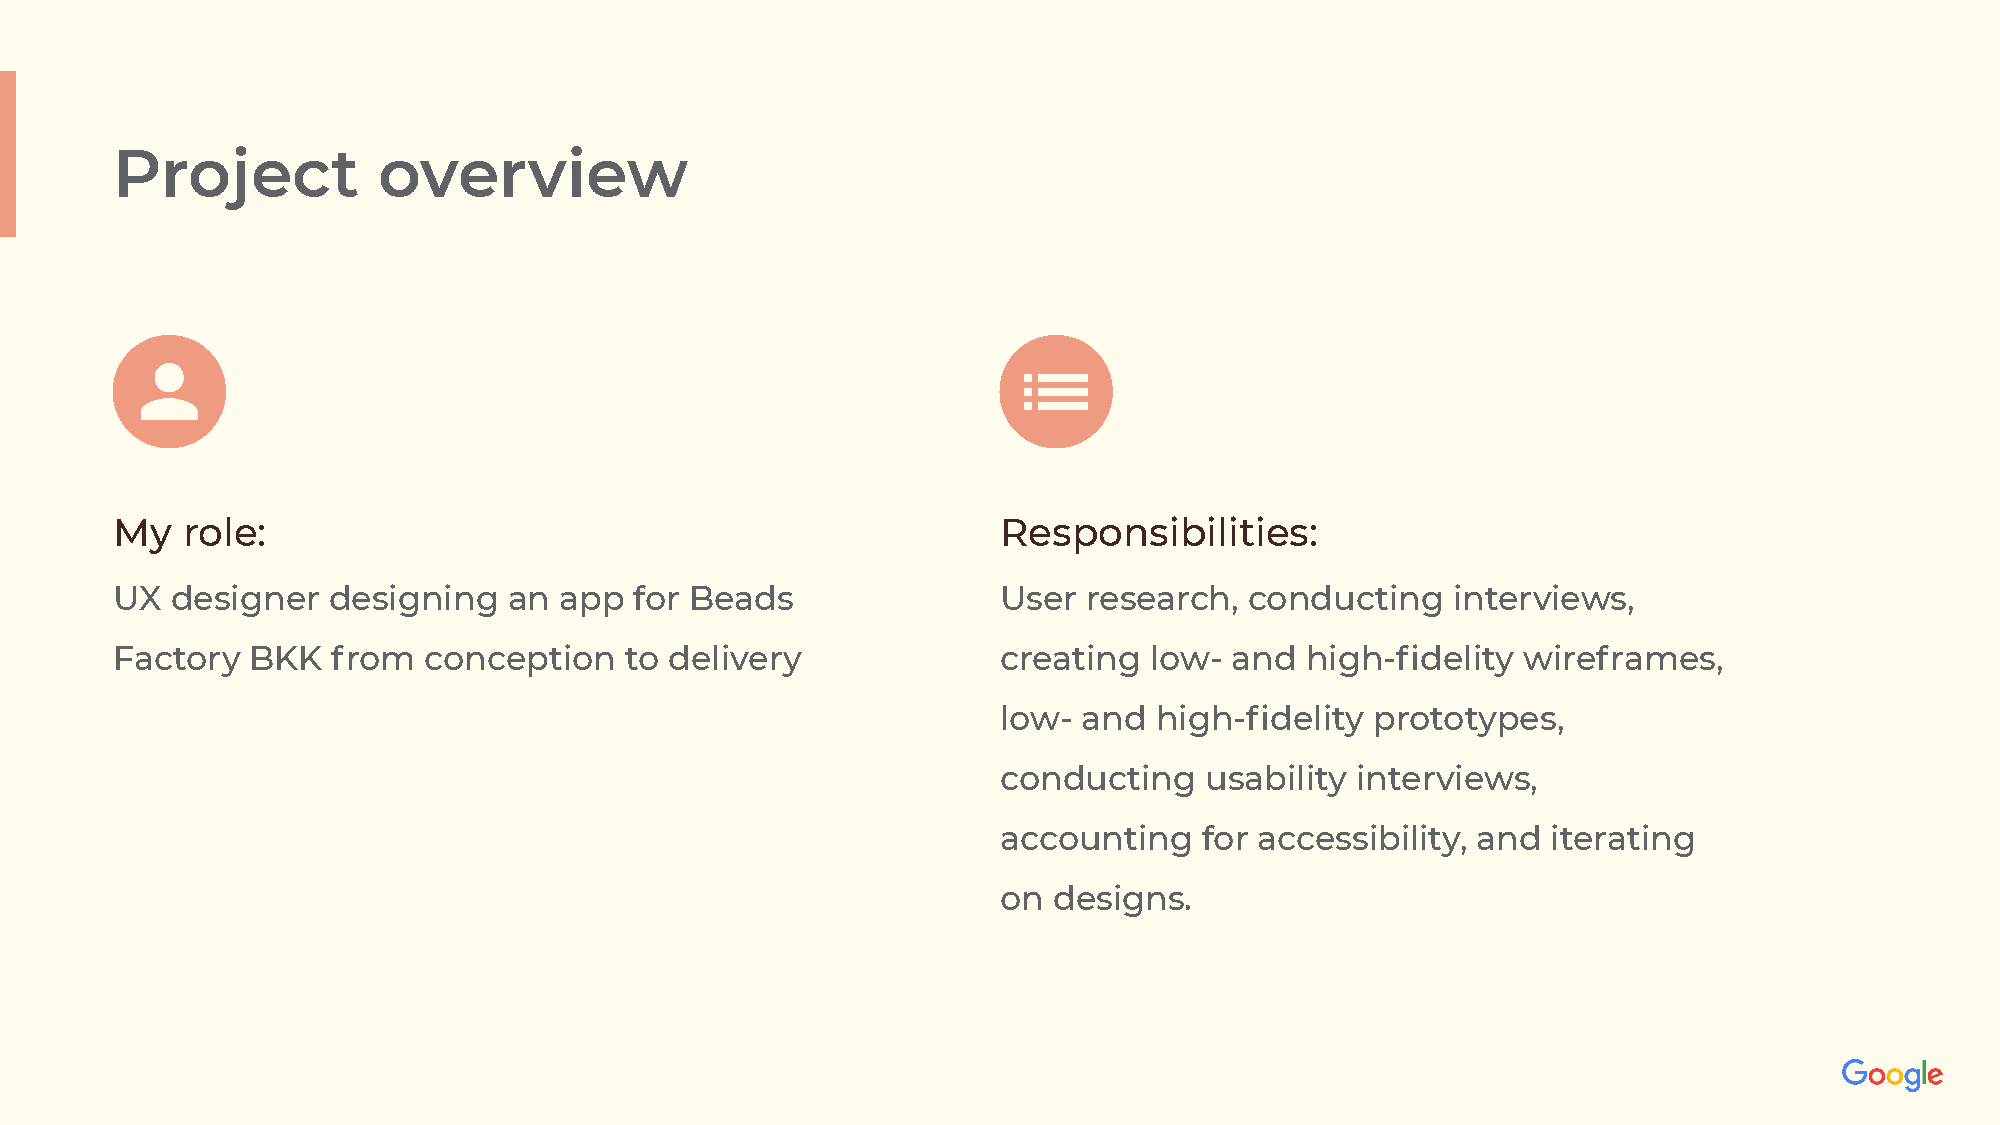 Project overview
My role:
UX designer designing an app for Beads
Factory BKK from conception to delivery
Responsibilities:
User research, conducting interviews,
creating low- and high-fidelity wireframes,
low- and high-fidelity prototypes,
conducting usability interviews,
accounting for accessibility, and iterating
on designs.
Google